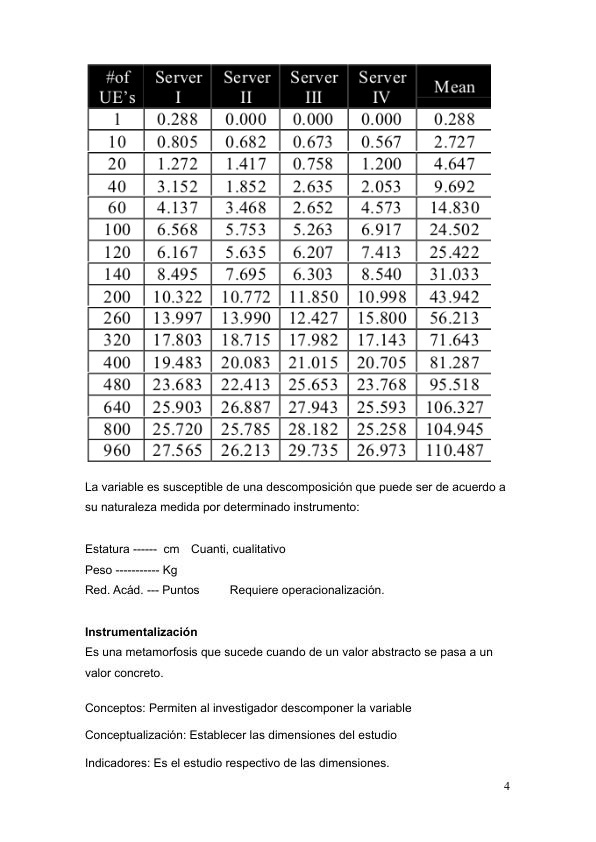 #of UE's Server I Server II Server III Server IV Mean
1 0.288 0.000 0.000 0.000 0.288
10 0.805 0.682 0.673 0.567 2.727
20 1.272 1.417 0.758 1.200 4.647
40 3.152 1.852 2.635 2.053 9.692
60 4.137 3.468 2.652 4.573 14.830
100 6.568 5.753 5.263 6.917 24.502
120 6.167 5.635 6.207 7.413 25.422
140 8.495 7.695 6.303 8.540 31.033
200 10.322 10.772 11.850 10.998 43.942
260 13.997 13.990 12.427 15.800 56.213
320 17.803 18.715 17.982 17.143 71.643
400 19.483 20.083 21.015 20.705 81.287
480 23.683 22.413 25.653 23.768 95.518
640 25.903 26.887 27.943 25.593 106.327
800 25.720 25.785 28.182 25.258 104.945
960 27.565 26.213 29.735 26.973 110.487
La variable es susceptible de una descomposición que puede ser de acuerdo a
su naturaleza medida por determinado instrumento:
Estatura ------ cm Cuanti, cualitativo
Peso ----------- Kg
Red. Acád. --- Puntos Requiere operacionalización.
Instrumentalización
Es una metamorfosis que sucede cuando de un valor abstracto se pasa a un
valor concreto.
Conceptos: Permiten al investigador descomponer la variable
Conceptualización: Establecer las dimensiones del estudio
Indicadores: Es el estudio respectivo de las dimensiones.
4